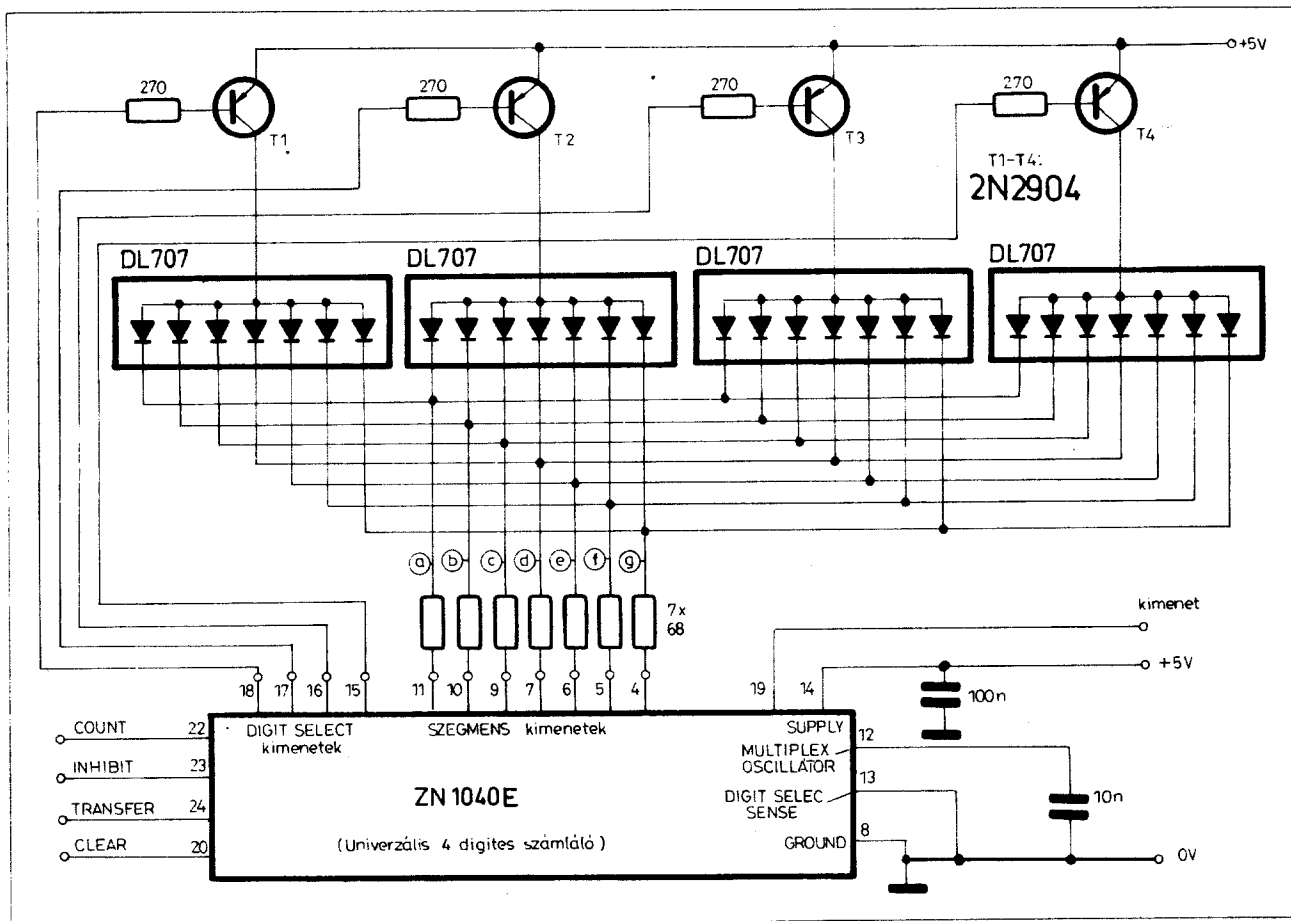 +5V
270
270
270
270
T1
T2
T3
T4
T1-T4:
2N2904
DL707
DL707
DL707
DL707
a
b
c
d
e
f
g
7x
68
kimenet
+5V
100n
10n
0V
18
17
16
15
11
10
9
7
6
5
4
19
14
COUNT
22
INHIBIT
23
TRANSFER
24
CLEAR
20
DIGIT SELECT
kimenetek
SZEGMENS kimenetek
ZN1040E
(Univerzális 4 digites számláló)
SUPPLY
12
MULTIPLEX
OSCILLÁTOR
13
DIGIT SELEC
SENSE
8
GROUND